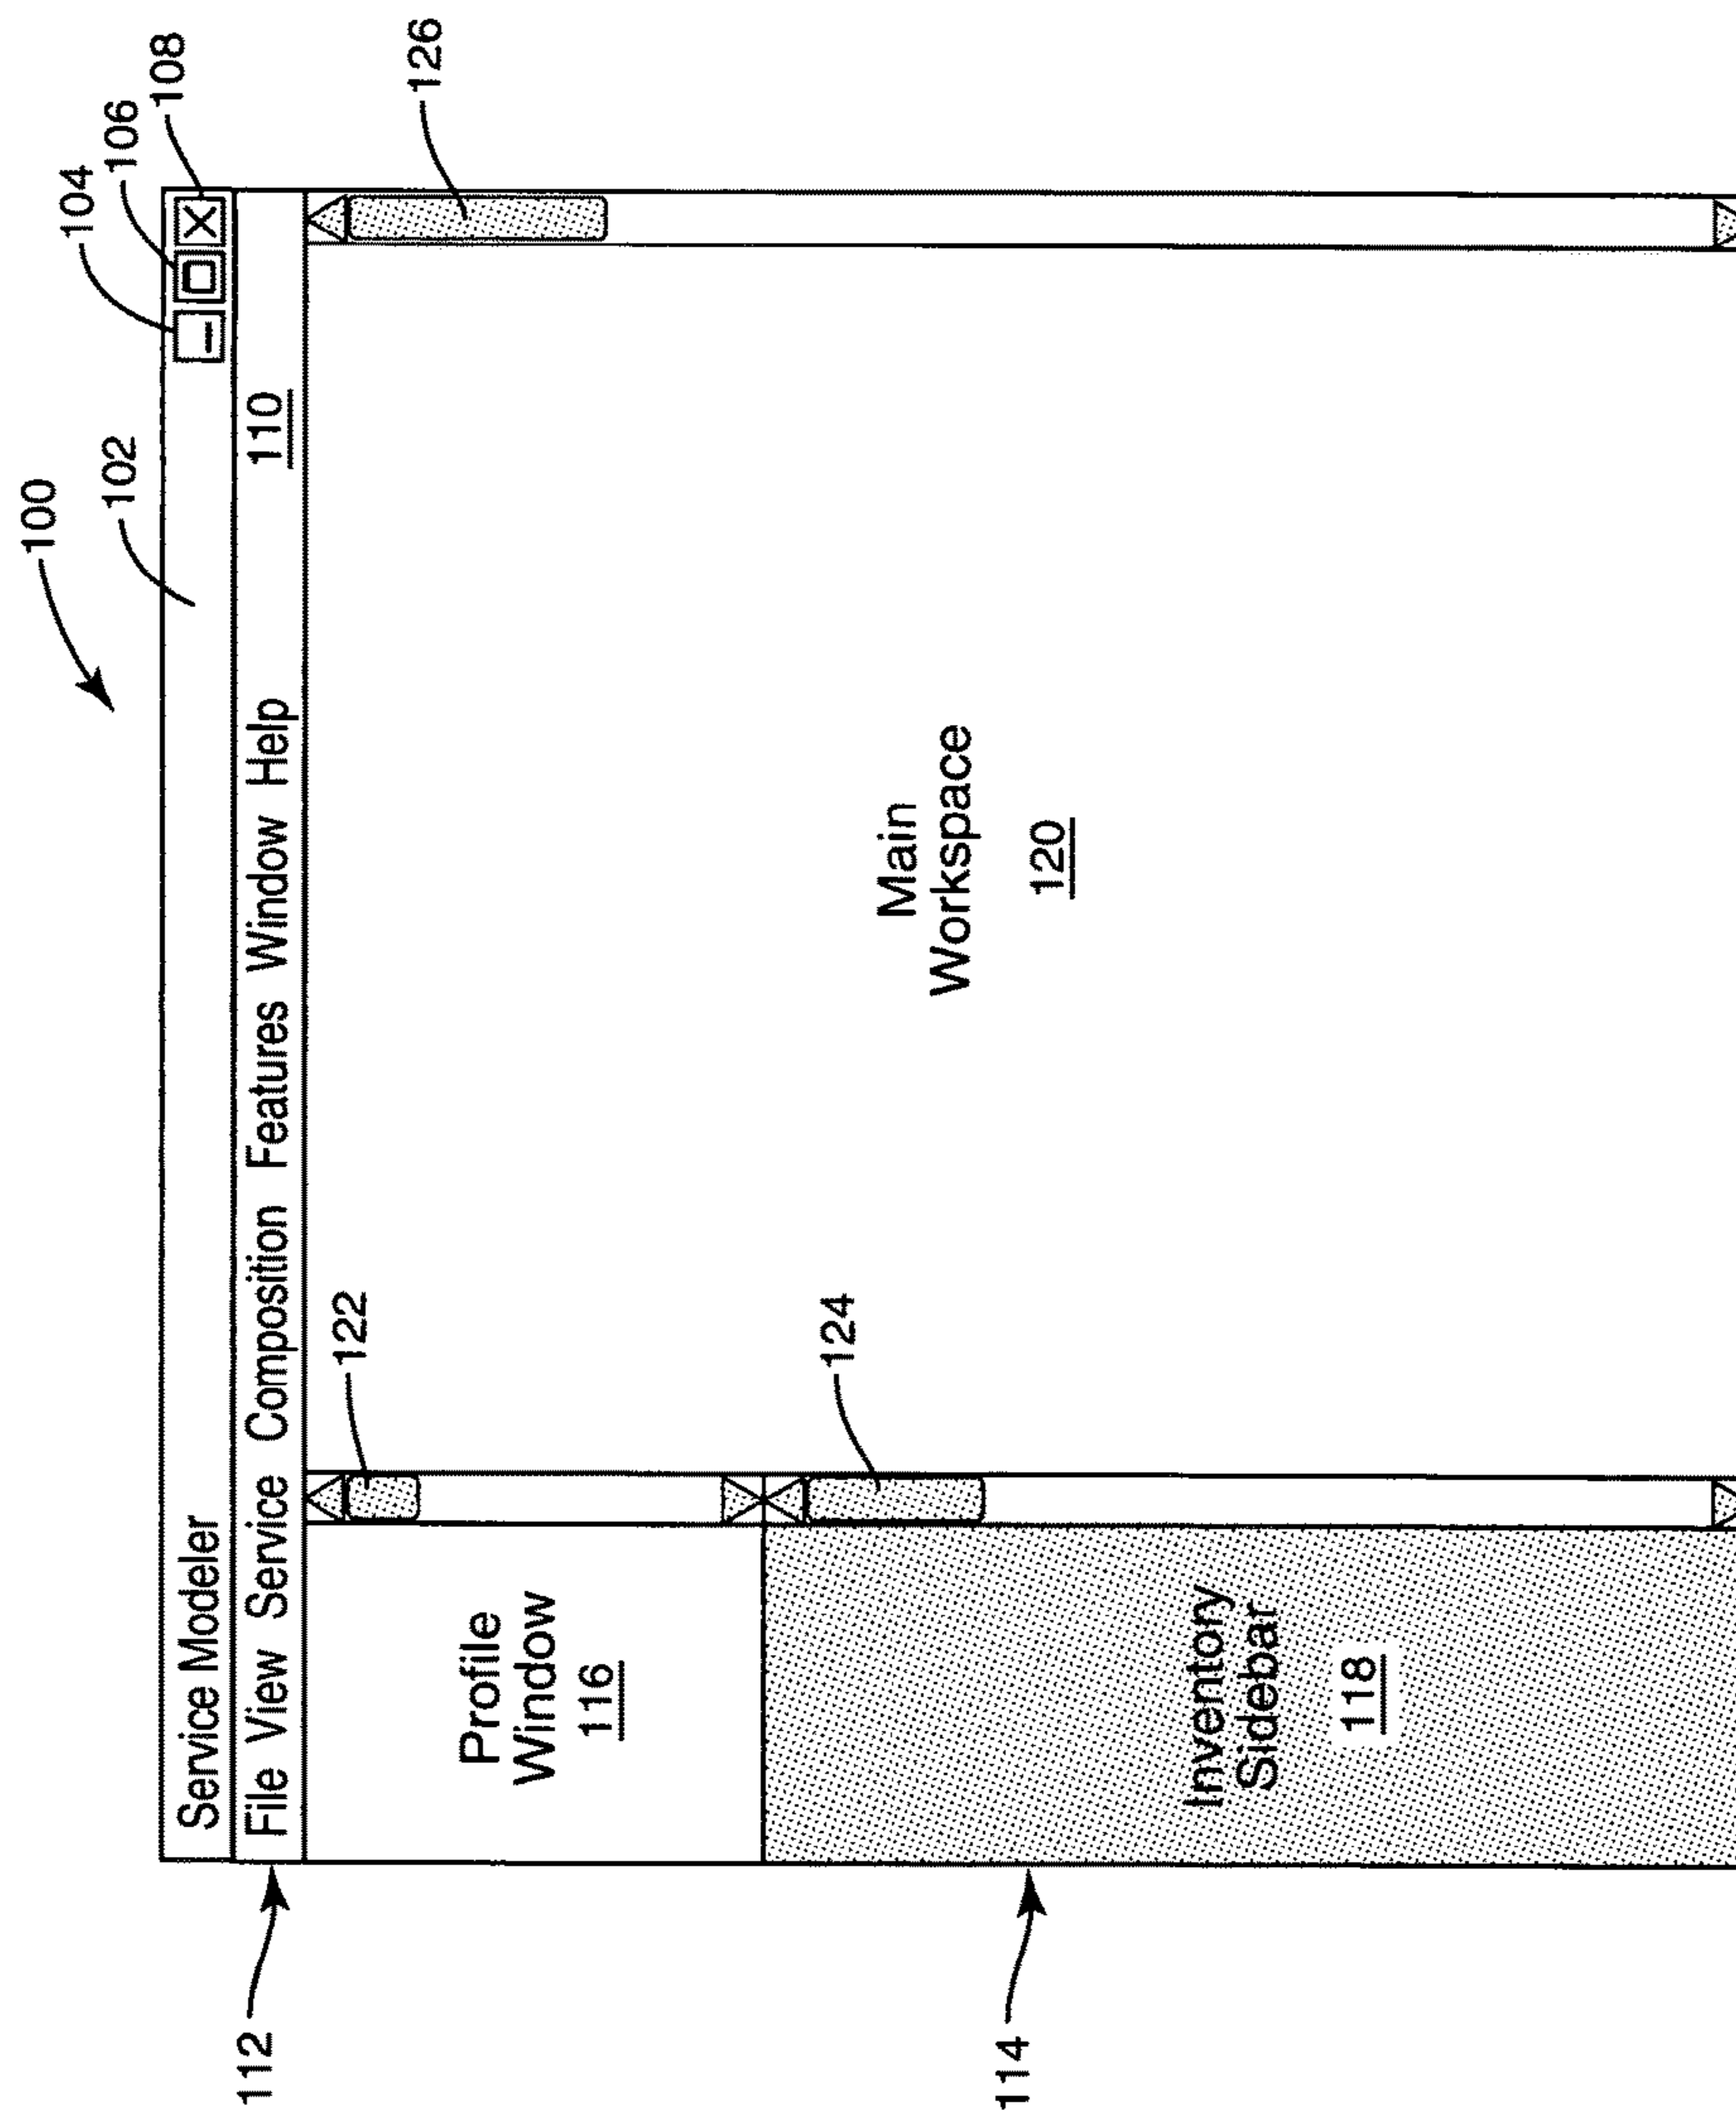 100
102
104
106
108
Service Modeler
112
File View Service Composition Features Window Help 110
122
126
Profile
Window
116
Main
Workspace
120
124
114
Inventory
Sidebar
118